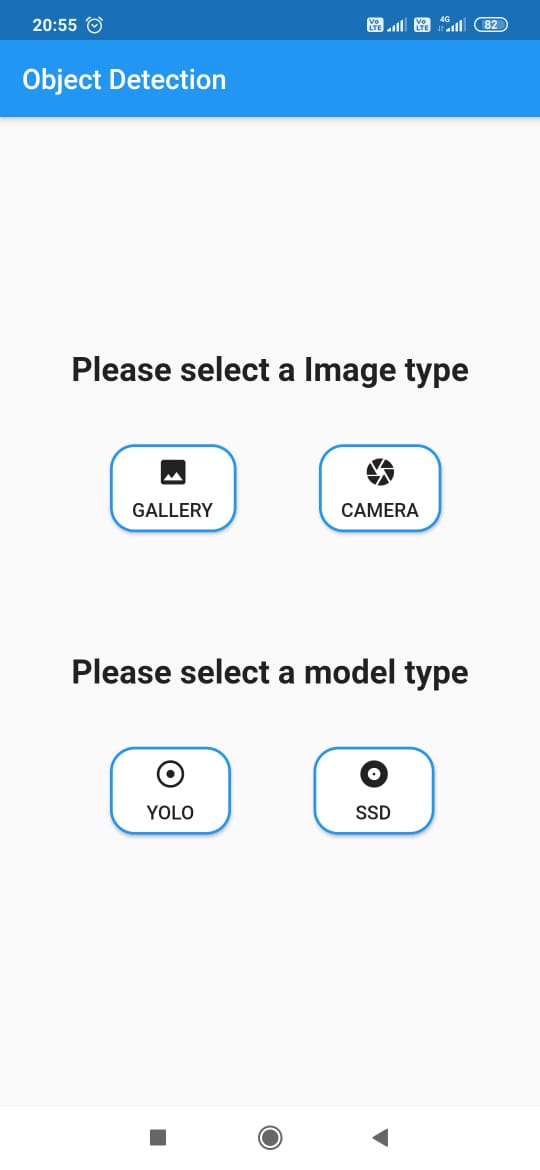 20:55 Vo LTE Vo LTE 4G 82
Object Detection
Please select a Image type
GALLERY CAMERA
Please select a model type
YOLO SSD